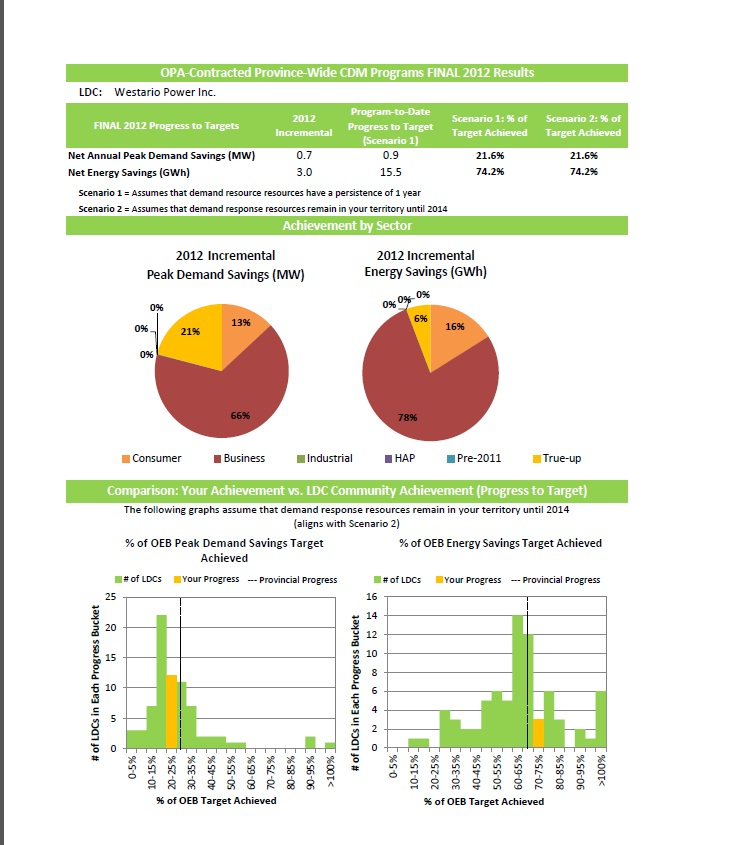 OPA-Contracted Province-Wide CDM Programs FINAL 2012 Results
LDC: Westario Power Inc.
FINAL 2012 Progress to Targets
2012
Incremental
Program-to-Date
Progress to Target
(Scenario 1)
Scenario 1: % of
Target Achieved
Scenario 2: % of
Target Achieved
Net Annual Peak Demand Savings (MW) 0.7 0.9 21.6% 21.6%
Net Energy Savings (GWh) 3.0 15.5 74.2% 74.2%
Scenario 1 = Assumes that demand resource resources have a persistence of 1 year
Scenario 2 = Assumes that demand response resources remain in your territory until 2014
Achievement by Sector
2012 Incremental
Peak Demand Savings (MW)
0%
0%
0%
21%
13%
66%
2012 Incremental
Energy Savings (GWh)
0%
0%
0%
6%
16%
78%
Consumer Business Industrial HAP Pre-2011 True-up
Comparison: Your Achievement vs. LDC Community Achievement (Progress to Target)
The following graphs assume that demand response resources remain in your territory until 2014
(aligns with Scenario 2)
% of OEB Peak Demand Savings Target
Achieved
# of LDCs Your Progress --- Provincial Progress
# of LDCs in Each Progress Bucket
25
20
15
10
5
0
0-5%
10-15%
20-25%
30-35%
40-45%
50-55%
60-65%
70-75%
80-85%
90-95%
>100%
% of OEB Target Achieved
% of OEB Energy Savings Target Achieved
# of LDCs Your Progress --- Provincial Progress
# of LDCs in Each Progress Bucket
16
14
12
10
8
6
4
2
0
0-5%
10-15%
20-25%
30-35%
40-45%
50-55%
60-65%
70-75%
80-85%
90-95%
>100%
% of OEB Target Achieved